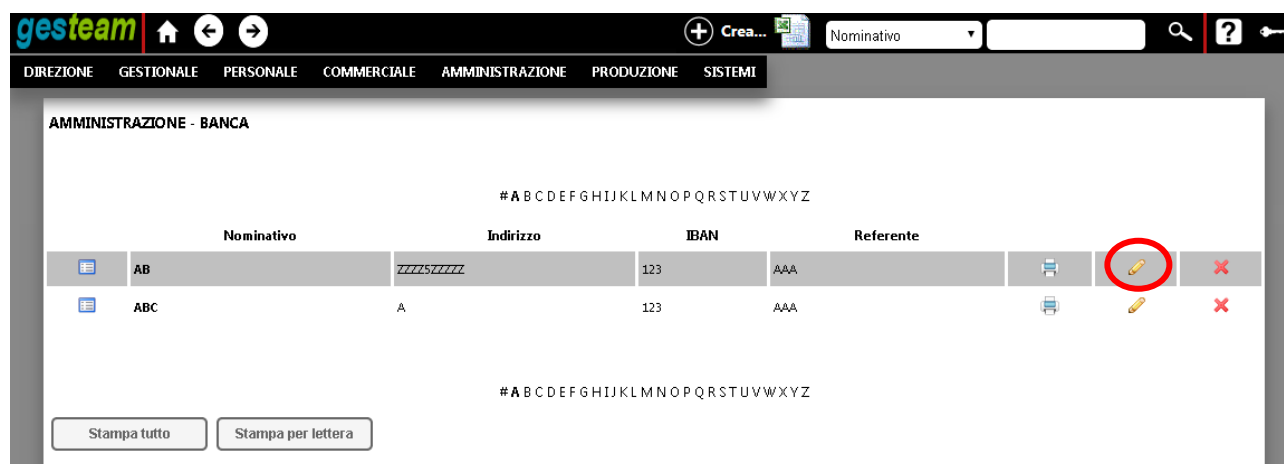 gesteam Crea... Nominativo ?
DIREZIONE GESTIONALE PERSONALE COMMERCIALE AMMINISTRAZIONE PRODUZIONE SISTEMI
AMMINISTRAZIONE - BANCA
# A B C D E F G H I J K L M N O P Q R S T U V W X Y Z
Nominativo Indirizzo IBAN Referente
AB ZZZZSZZZZZ 123 AAA
ABC A 123 AAA
# A B C D E F G H I J K L M N O P Q R S T U V W X Y Z
Stampa tutto Stampa per lettera